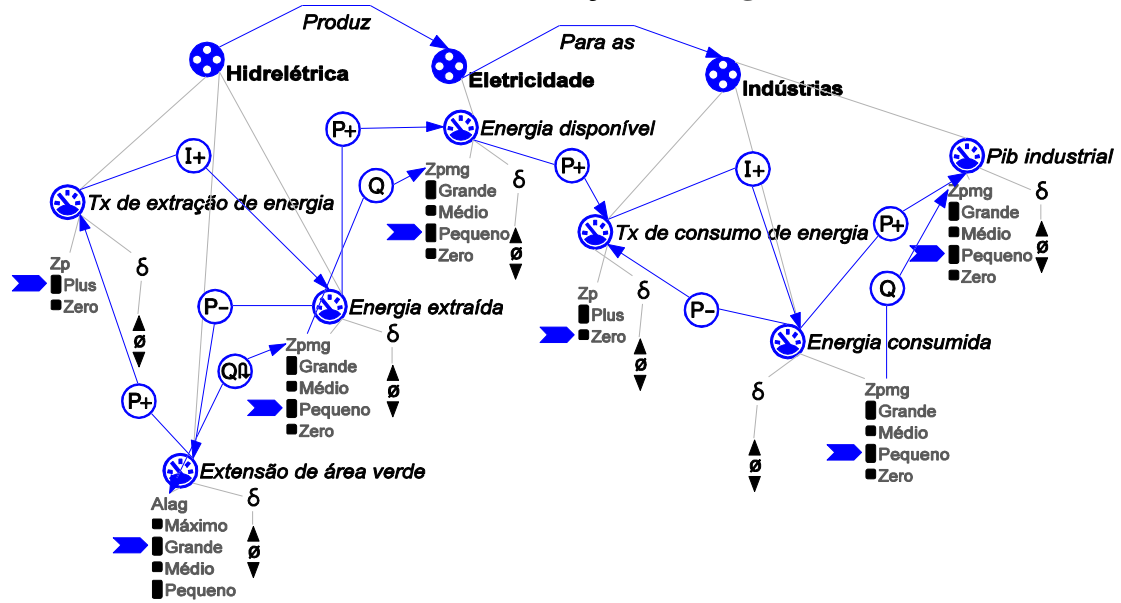 Produz
Para as
Hidrelétrica
Eletricidade
Indústrias
P+
Energia disponível
I+
P+
I+
Pib industrial
Zpmg
Grande
Médio
Pequeno
Zero
δ
ø
Q
Tx de extração de energia
Zp
Plus
Zero
δ
ø
Tx de consumo de energia
Zp
Plus
Zero
δ
ø
P+
Zpmg
Grande
Médio
Pequeno
Zero
δ
ø
Q
P-
Energia extraída
P-
Energia consumida
Q
Zpmg
Grande
Médio
Pequeno
Zero
δ
ø
δ
ø
Zpmg
Grande
Médio
Pequeno
Zero
P+
Extensão de área verde
Alag
Máximo
Grande
Médio
Pequeno
δ
ø